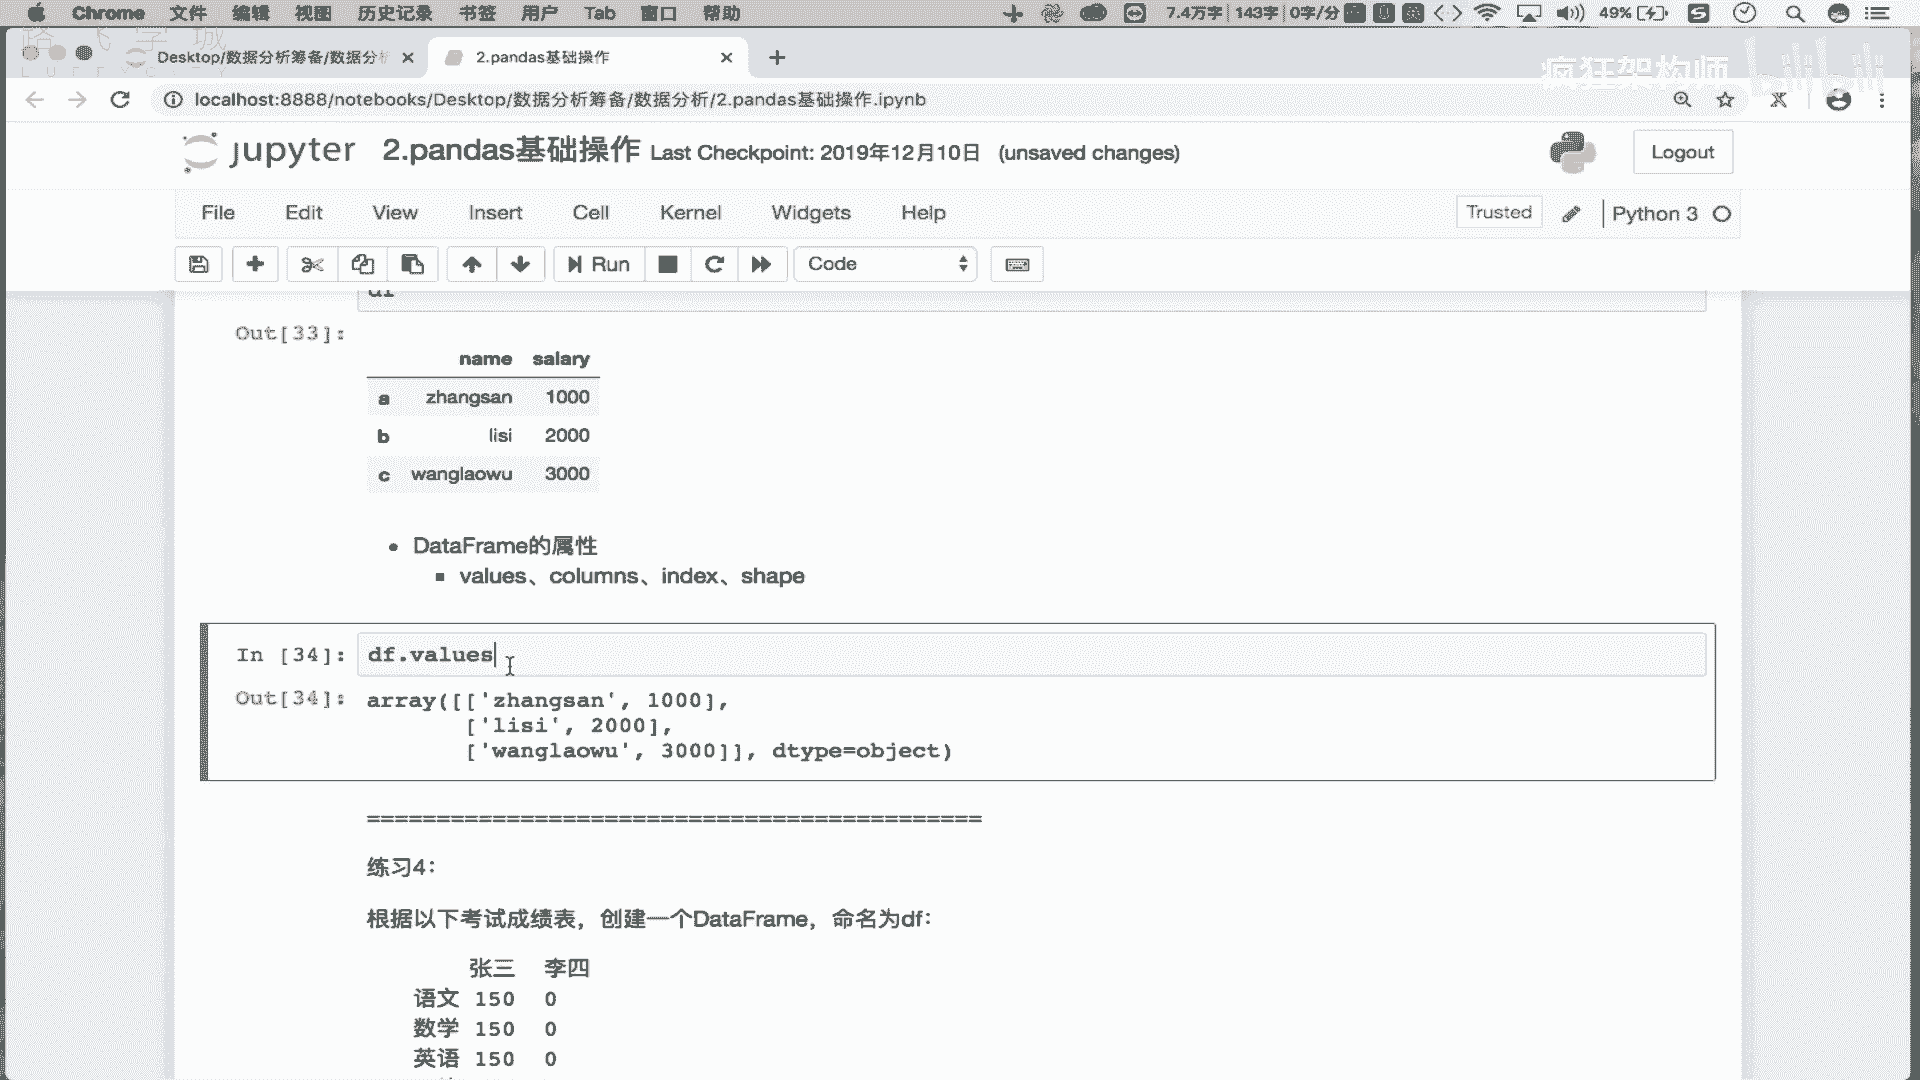 Chrome 文件 编辑 视图 历史记录 书签 用户 Tab 窗口 帮助 7.4万字 143字 0字/分 49%
路飞学城
LUFFYCITY
Desktop/数据分析筹备/数据分析
2.pandas基础操作
疯狂架构师 bilibili
localhost:8888/notebooks/Desktop/数据分析筹备/数据分析/2.pandas基础操作.ipynb
jupyter 2.pandas基础操作 Last Checkpoint: 2019年12月10日 (unsaved changes)
Logout
File Edit View Insert Cell Kernel Widgets Help
Trusted Python 3
Run Code
df
Out[33]:
name salary
a zhangsan 1000
b lisi 2000
c wanglaowu 3000
DataFrame的属性
values、columns、index、shape
In [34]: df.values
Out[34]: array([['zhangsan', 1000],
['lisi', 2000],
['wanglaowu', 3000]], dtype=object)
============================================
练习4：
根据以下考试成绩表，创建一个DataFrame，命名为df：
张三 李四
语文 150 0
数学 150 0
英语 150 0